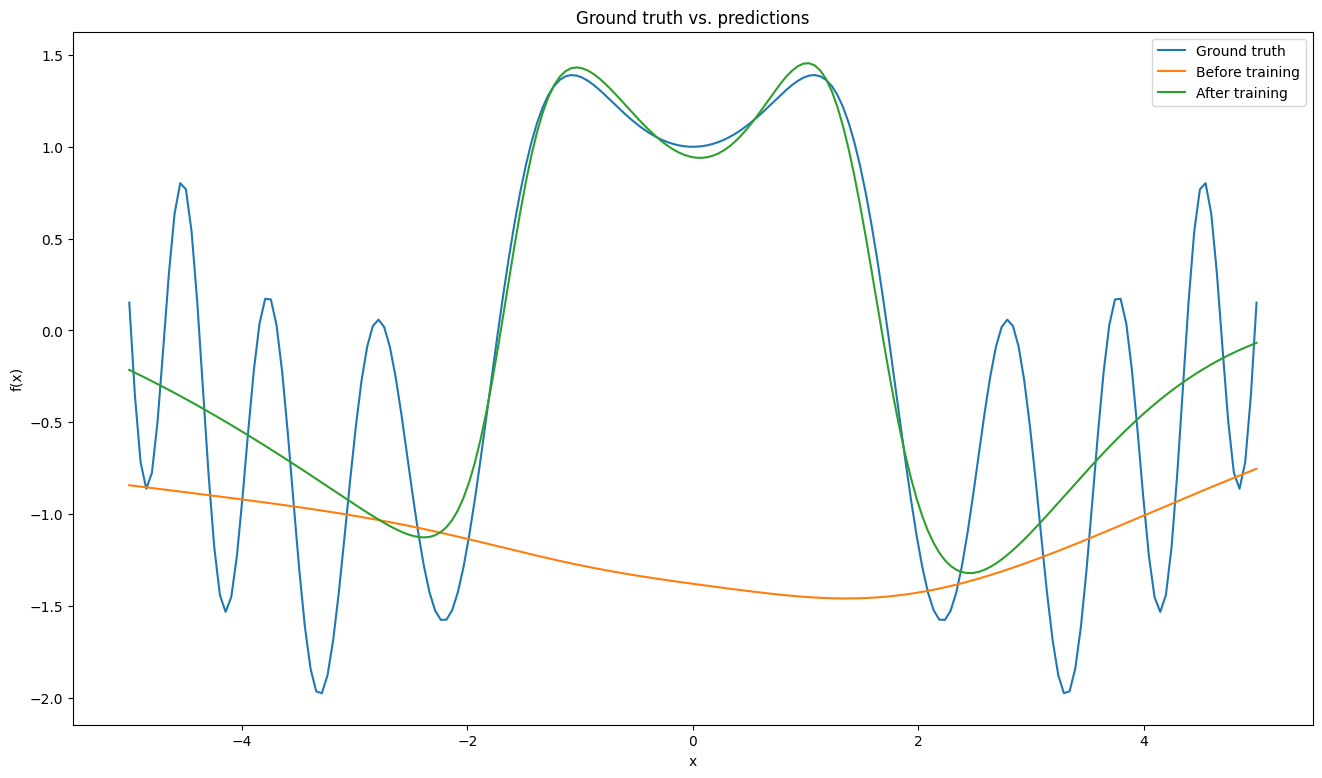 Ground truth vs. predictions
Ground truth
Before training
After training
1.5
1.0
0.5
0.0
−0.5
−1.0
−1.5
−2.0
f(x)
−4
−2
0
2
4
x